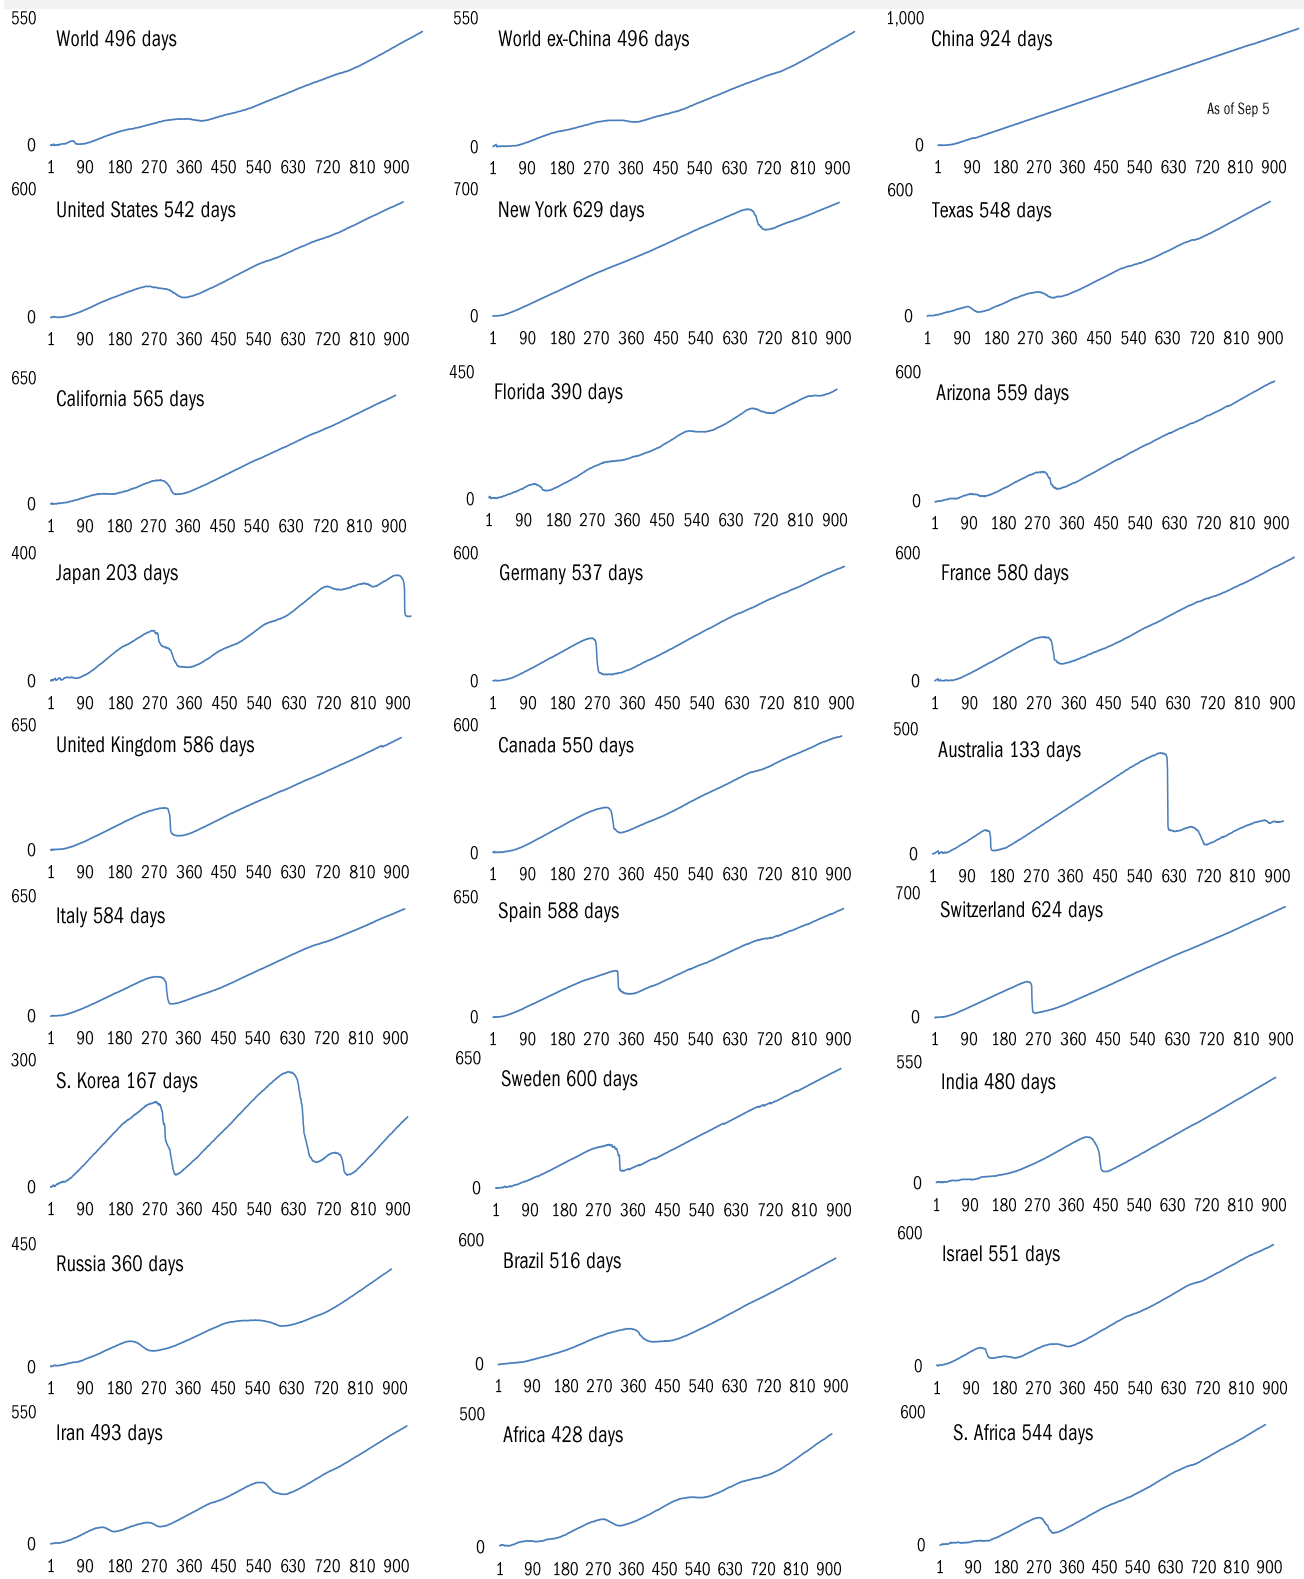 550
World 496 days
0
1 90 180 270 360 450 540 630 720 810 900
550
World ex-China 496 days
0
1 90 180 270 360 450 540 630 720 810 900
1,000
China 924 days
As of Sep 5
0
1 90 180 270 360 450 540 630 720 810 900
600
United States 542 days
0
1 90 180 270 360 450 540 630 720 810 900
700
New York 629 days
0
1 90 180 270 360 450 540 630 720 810 900
600
Texas 548 days
0
1 90 180 270 360 450 540 630 720 810 900
650
California 565 days
0
1 90 180 270 360 450 540 630 720 810 900
450
Florida 390 days
0
1 90 180 270 360 450 540 630 720 810 900
600
Arizona 559 days
0
1 90 180 270 360 450 540 630 720 810 900
400
Japan 203 days
0
1 90 180 270 360 450 540 630 720 810 900
600
Germany 537 days
0
1 90 180 270 360 450 540 630 720 810 900
600
France 580 days
0
1 90 180 270 360 450 540 630 720 810 900
650
United Kingdom 586 days
0
1 90 180 270 360 450 540 630 720 810 900
600
Canada 550 days
0
1 90 180 270 360 450 540 630 720 810 900
500
Australia 133 days
0
1 90 180 270 360 450 540 630 720 810 900
650
Italy 584 days
0
1 90 180 270 360 450 540 630 720 810 900
650
Spain 588 days
0
1 90 180 270 360 450 540 630 720 810 900
700
Switzerland 624 days
0
1 90 180 270 360 450 540 630 720 810 900
300
S. Korea 167 days
0
1 90 180 270 360 450 540 630 720 810 900
650
Sweden 600 days
0
1 90 180 270 360 450 540 630 720 810 900
550
India 480 days
0
1 90 180 270 360 450 540 630 720 810 900
450
Russia 360 days
0
1 90 180 270 360 450 540 630 720 810 900
600
Brazil 516 days
0
1 90 180 270 360 450 540 630 720 810 900
600
Israel 551 days
0
1 90 180 270 360 450 540 630 720 810 900
550
Iran 493 days
0
1 90 180 270 360 450 540 630 720 810 900
500
Africa 428 days
0
1 90 180 270 360 450 540 630 720 810 900
600
S. Africa 544 days
0
1 90 180 270 360 450 540 630 720 810 900